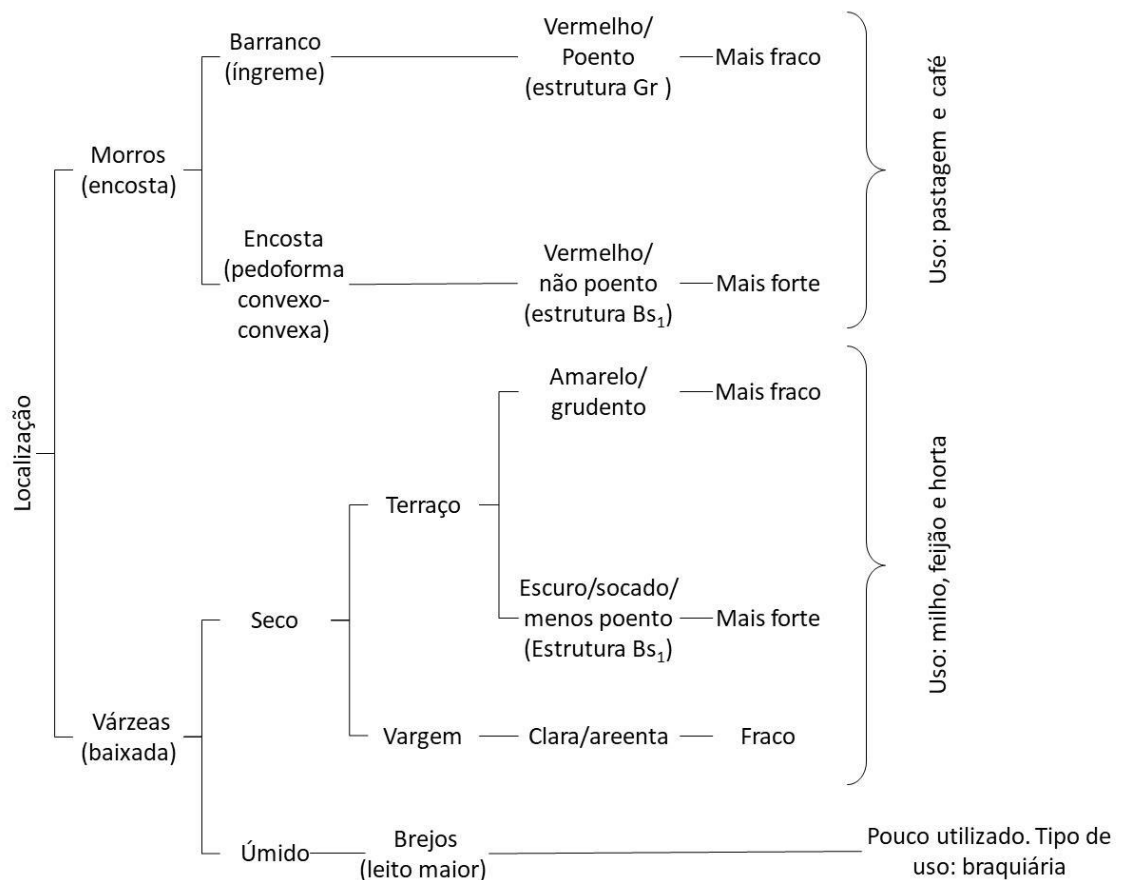 Localização
Morros
(encosta)
Barranco
(íngreme)
Vermelho/
Poento
(estrutura Gr )
Mais fraco
Encosta
(pedoforma
convexo-
convexa)
Vermelho/
não poento
(estrutura Bs₁)
Mais forte
Uso: pastagem e café
Várzeas
(baixada)
Seco
Terraço
Amarelo/
grudento
Mais fraco
Escuro/socado/
menos poento
(Estrutura Bs₁)
Mais forte
Vargem
Clara/areenta
Fraco
Uso: milho, feijão e horta
Úmido
Brejos
(leito maior)
Pouco utilizado. Tipo de
uso: braquiária